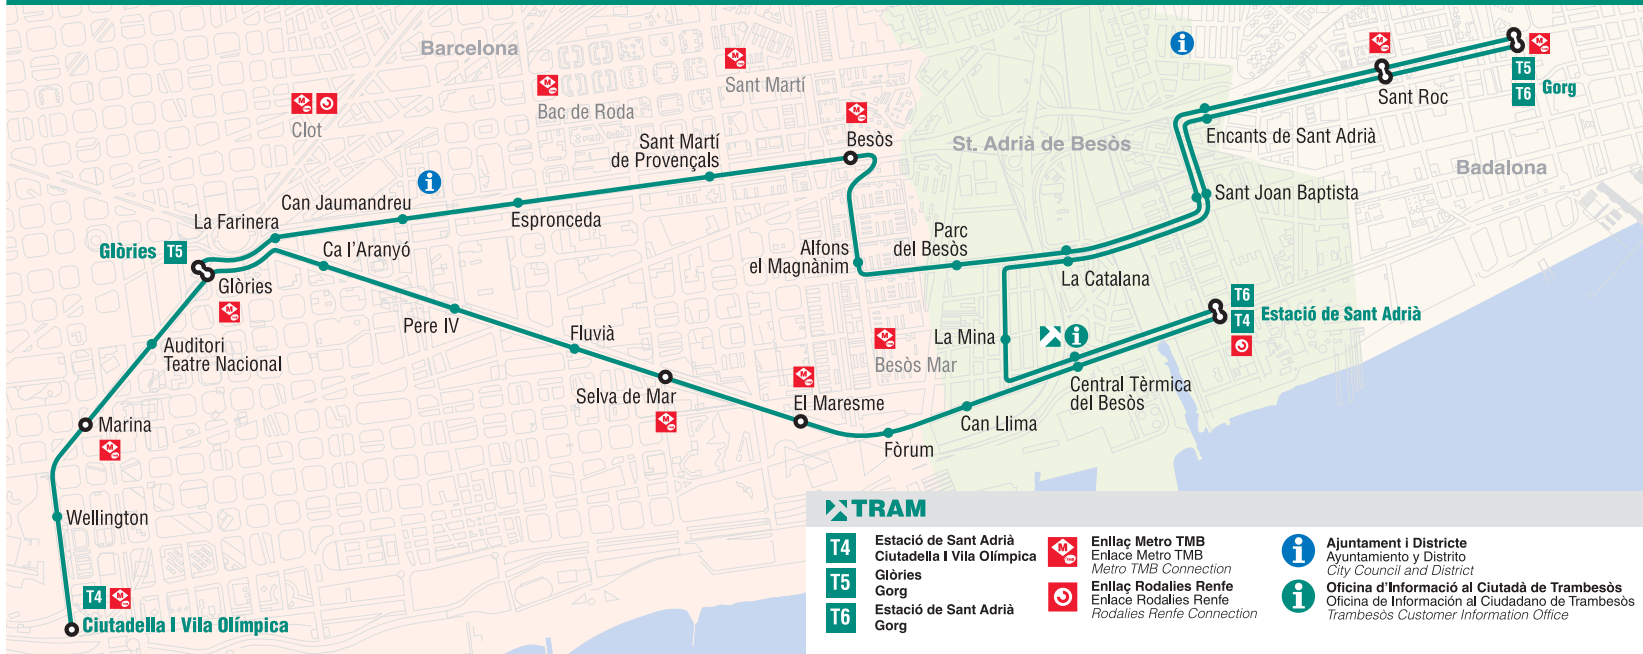 Barcelona
Sant Martí
Bac de Roda
Clot
Besòs
Sant Martí
de Provençals
St. Adrià de Besòs
Sant Roc
T5
T6
Gorg
Encants de Sant Adrià
Badalona
Sant Joan Baptista
Can Jaumandreu
La Farinera
Espronceda
Glòries
T5
Ca l'Aranyó
Glòries
Alfons
el Magnànim
Parc
del Besòs
La Catalana
T6
T4
Estació de Sant Adrià
Pere IV
Fluvià
La Mina
Auditori
Teatre Nacional
Besòs Mar
Selva de Mar
El Maresme
Central Tèrmica
del Besòs
Can Llima
Marina
Fòrum
Wellington
T4
Ciutadella I Vila Olímpica
TRAM
T4
Estació de Sant Adrià
Ciutadella I Vila Olímpica
T5
Glòries
Gorg
T6
Estació de Sant Adrià
Gorg
Enllaç Metro TMB
Enlace Metro TMB
Metro TMB Connection
Enllaç Rodalies Renfe
Enlace Rodalies Renfe
Rodalies Renfe Connection
Ajuntament i Districte
Ayuntamiento y Distrito
City Council and District
Oficina d'Informació al Ciutadà de Trambesòs
Oficina de Información al Ciudadano de Trambesòs
Trambesòs Customer Information Office